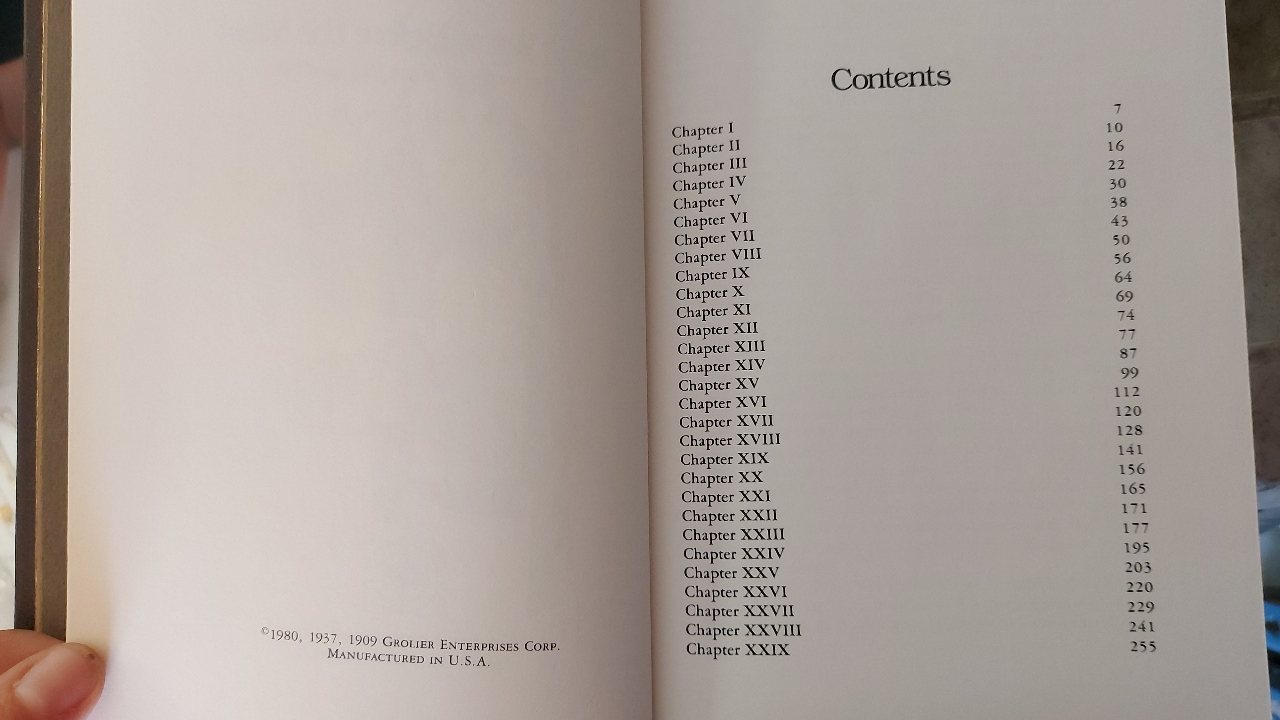 ©1980, 1937, 1909 GROLIER ENTERPRISES CORP.
MANUFACTURED IN U.S.A.
Contents
Chapter I 7
Chapter II 10
Chapter III 16
Chapter IV 22
Chapter V 30
Chapter VI 38
Chapter VII 43
Chapter VIII 50
Chapter IX 56
Chapter X 64
Chapter XI 69
Chapter XII 74
Chapter XIII 77
Chapter XIV 87
Chapter XV 99
Chapter XVI 112
Chapter XVII 120
Chapter XVIII 128
Chapter XIX 141
Chapter XX 156
Chapter XXI 165
Chapter XXII 171
Chapter XXIII 177
Chapter XXIV 195
Chapter XXV 203
Chapter XXVI 220
Chapter XXVII 229
Chapter XXVIII 241
Chapter XXIX 255